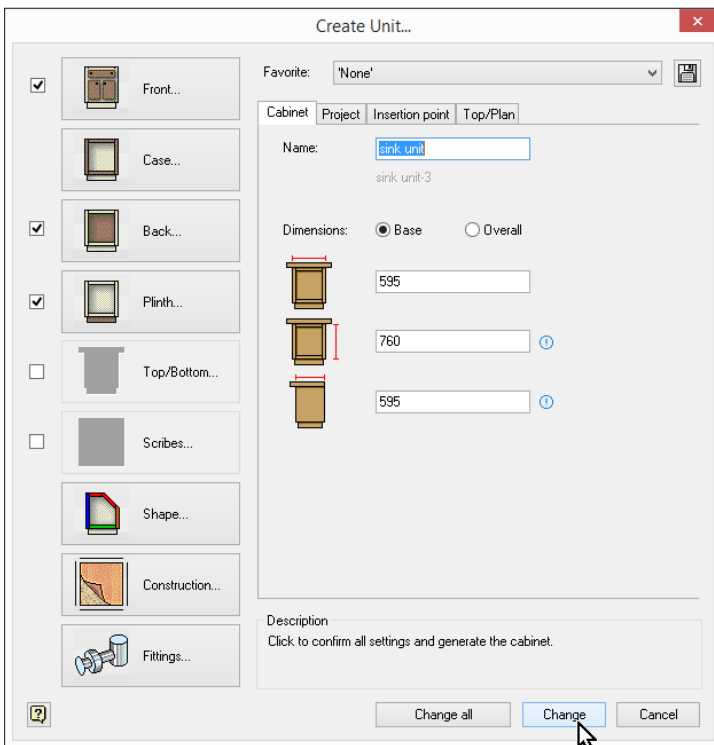 Create Unit...
Front...
Case...
Back...
Plinth...
Top/Bottom...
Scribes...
Shape...
Construction...
Fittings...
Favorite: 'None'
Cabinet Project Insertion point Top/Plan
Name: sink unit
sink unit-3
Dimensions: Base Overall
595
760
595
Description
Click to confirm all settings and generate the cabinet.
Change all Change Cancel